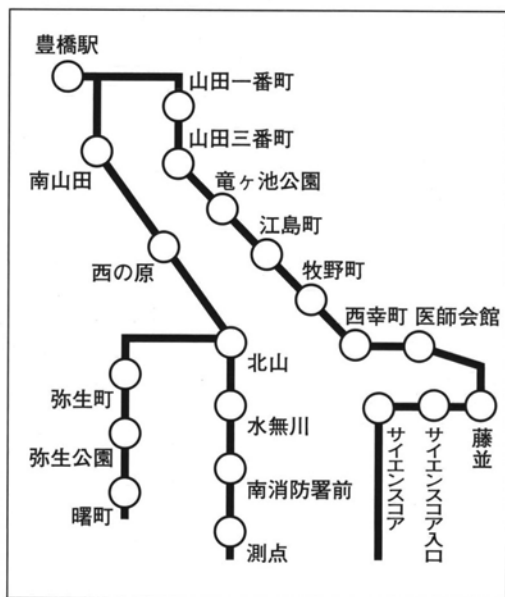 豊橋駅
山田一番町
山田三番町
南山田
竜ヶ池公園
江島町
西の原
牧野町
西幸町
医師会館
北山
弥生町
水無川
藤並
サイエンスコア入口
サイエンスコア
弥生公園
南消防署前
曙町
測点